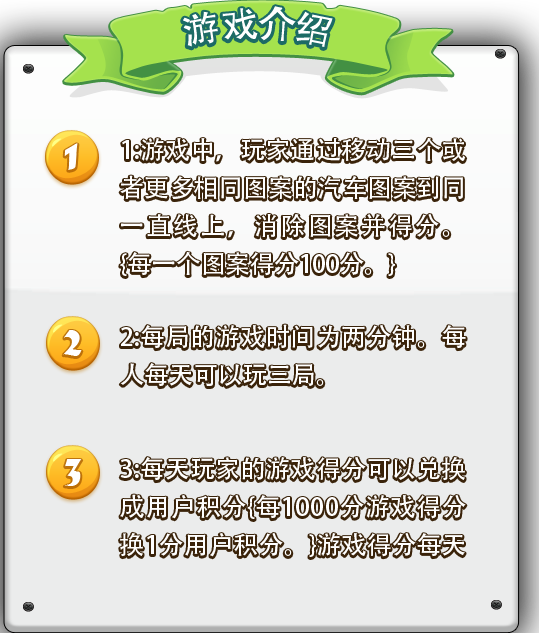 游戏介绍
1
1:游戏中，玩家通过移动三个或
者更多相同图案的汽车图案到同
一直线上，消除图案并得分。
{每一个图案得分100分。}
2
2:每局的游戏时间为两分钟。每
人每天可以玩三局。
3
3:每天玩家的游戏得分可以兑换
成用户积分{每1000分游戏得分
换1分用户积分。}游戏得分每天